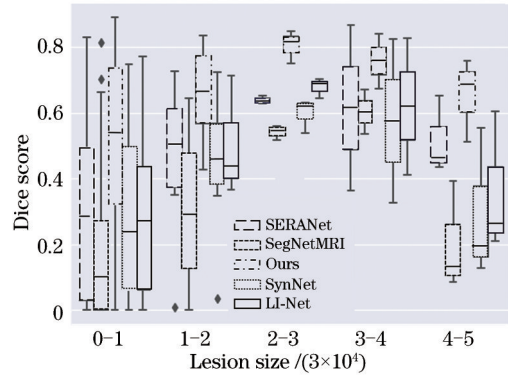 0.8
0.6
0.4
0.2
0
Dice score
SERANet
SegNetMRI
Ours
SynNet
LI-Net
0-1 1-2 2-3 3-4 4-5
Lesion size /(3×10⁴)